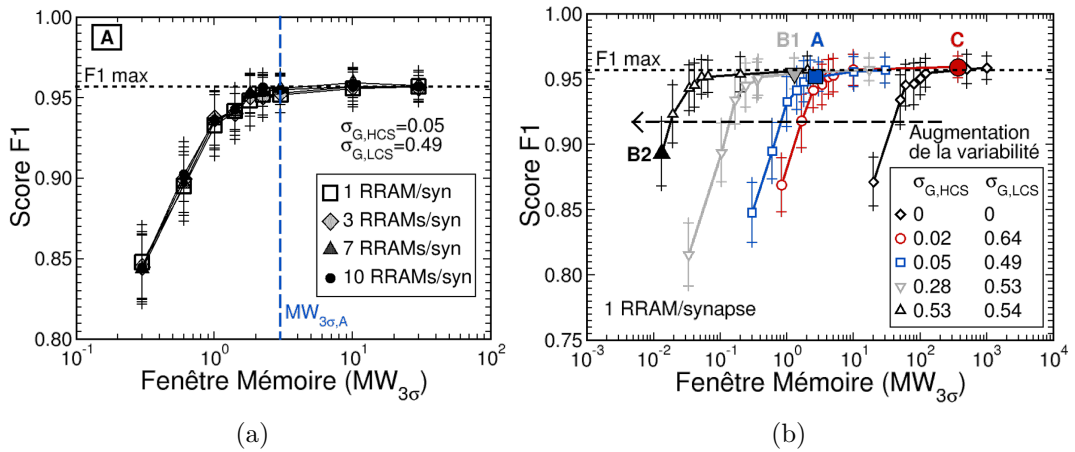 A
F1 max
σG,HCS=0.05
σG,LCS=0.49
1 RRAM/syn
3 RRAMs/syn
7 RRAMs/syn
10 RRAMs/syn
MW3σ,A
Score F1
1.00
0.95
0.90
0.85
0.80
10-1 100 101 102
Fenêtre Mémoire (MW3σ)
(a)
B1 A C
F1 max
B2
Augmentation
de la variabilité
σG,HCS σG,LCS
0 0
0.02 0.64
0.05 0.49
0.28 0.53
0.53 0.54
1 RRAM/synapse
Score F1
1.00
0.95
0.90
0.85
0.80
0.75
10-3 10-2 10-1 100 101 102 103 104
Fenêtre Mémoire (MW3σ)
(b)